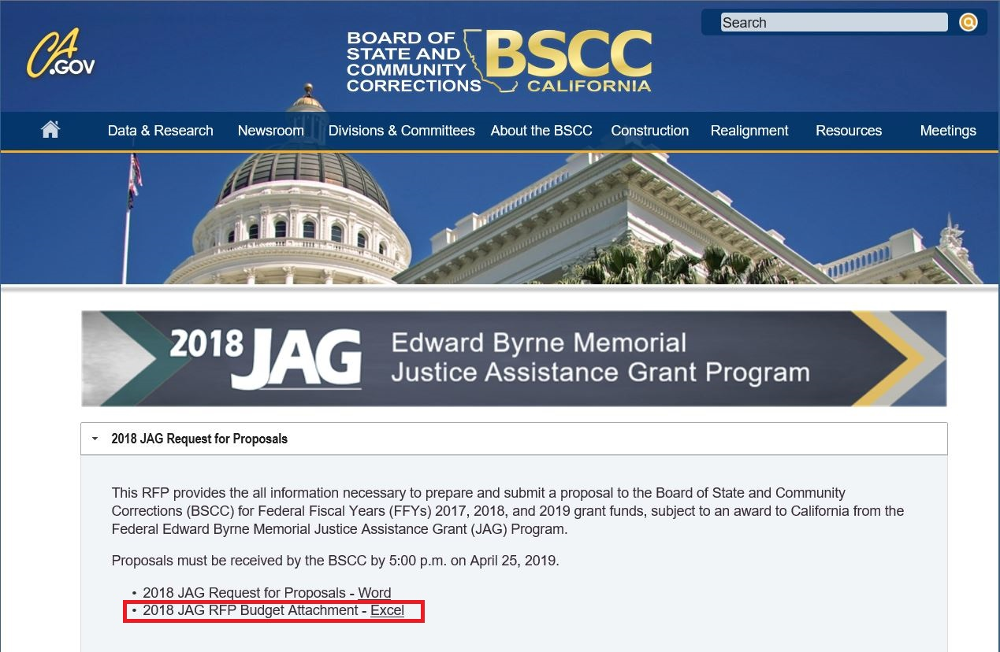 Search
CA.GOV
BOARD OF
STATE AND
COMMUNITY
CORRECTIONS
BSCC
CALIFORNIA
Data & Research Newsroom Divisions & Committees About the BSCC Construction Realignment Resources Meetings
2018 JAG
Edward Byrne Memorial
Justice Assistance Grant Program
2018 JAG Request for Proposals
This RFP provides the all information necessary to prepare and submit a proposal to the Board of State and Community
Corrections (BSCC) for Federal Fiscal Years (FFYs) 2017, 2018, and 2019 grant funds, subject to an award to California from the
Federal Edward Byrne Memorial Justice Assistance Grant (JAG) Program.
Proposals must be received by the BSCC by 5:00 p.m. on April 25, 2019.
• 2018 JAG Request for Proposals - Word
• 2018 JAG RFP Budget Attachment - Excel